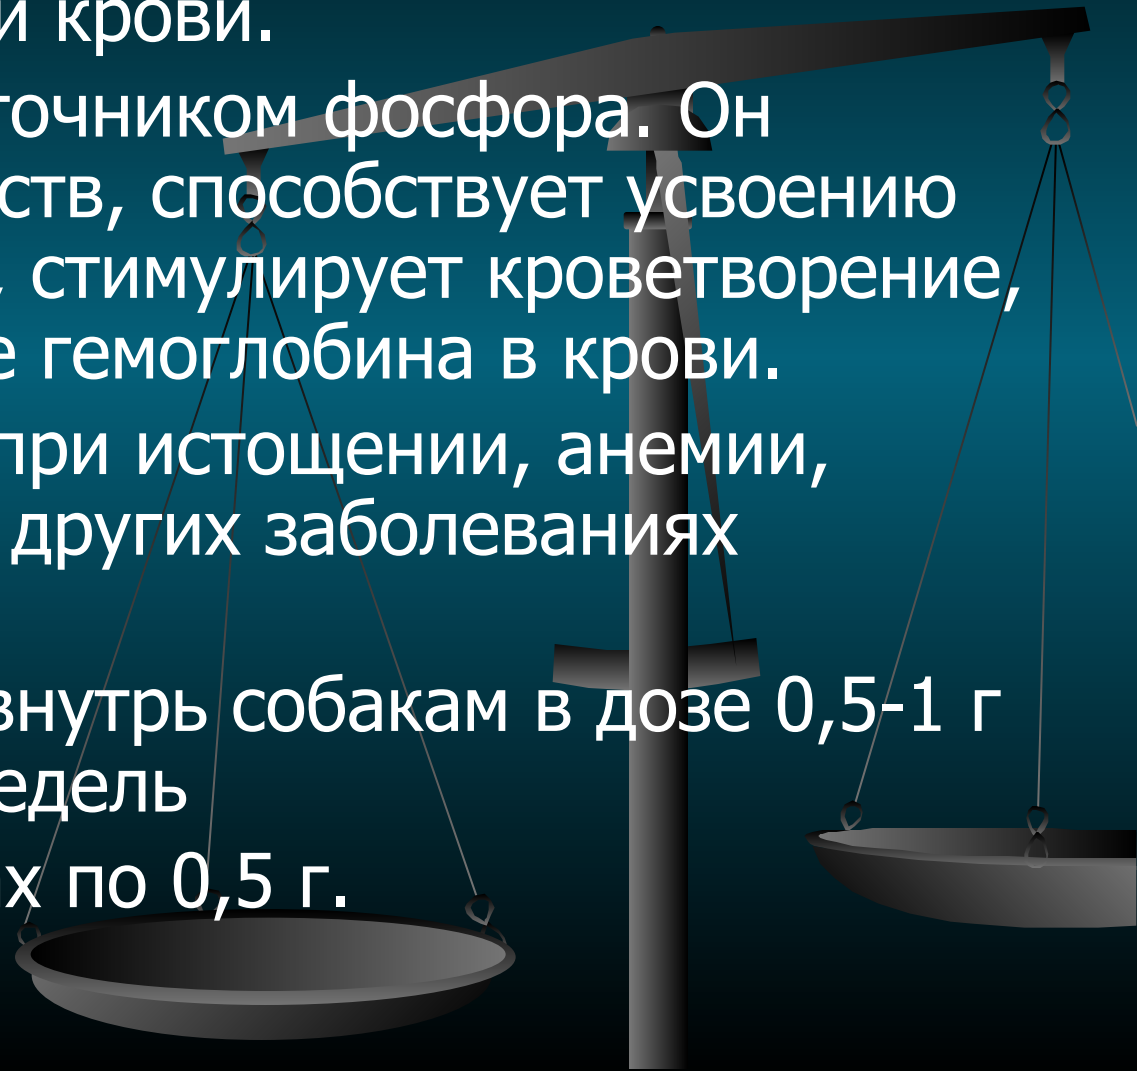 и крови.
точником фосфора. Он
ств, способствует усвоению
, стимулирует кроветворение,
е гемоглобина в крови.
при истощении, анемии,
других заболеваниях
внутрь собакам в дозе 0,5-1 г
едель
х по 0,5 г.